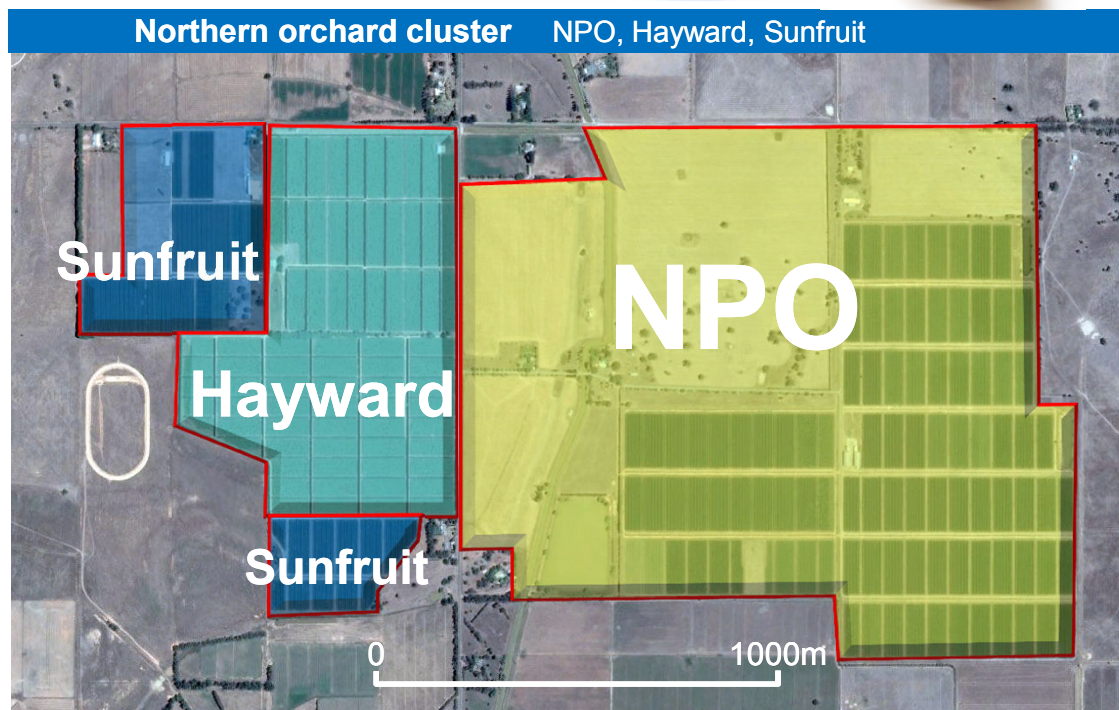 Northern orchard cluster NPO, Hayward, Sunfruit
Sunfruit
NPO
Hayward
Sunfruit
0 1000m